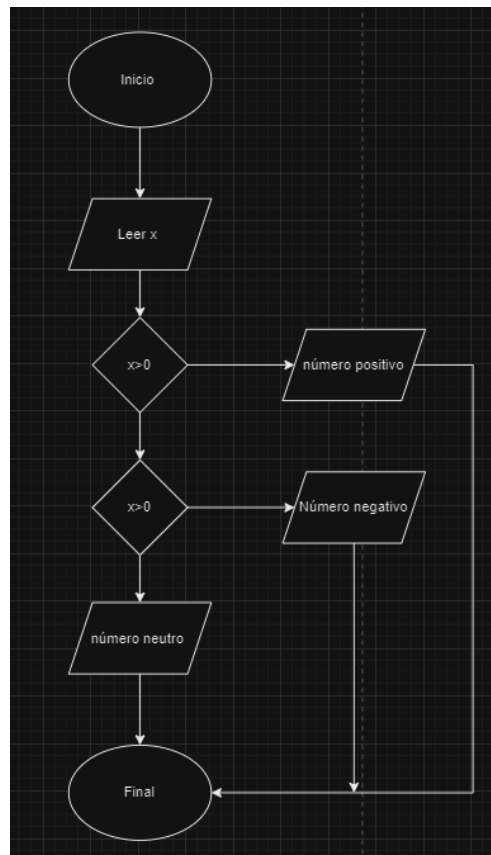 Inicio
Leer x
x>0
número positivo
x>0
Número negativo
número neutro
Final